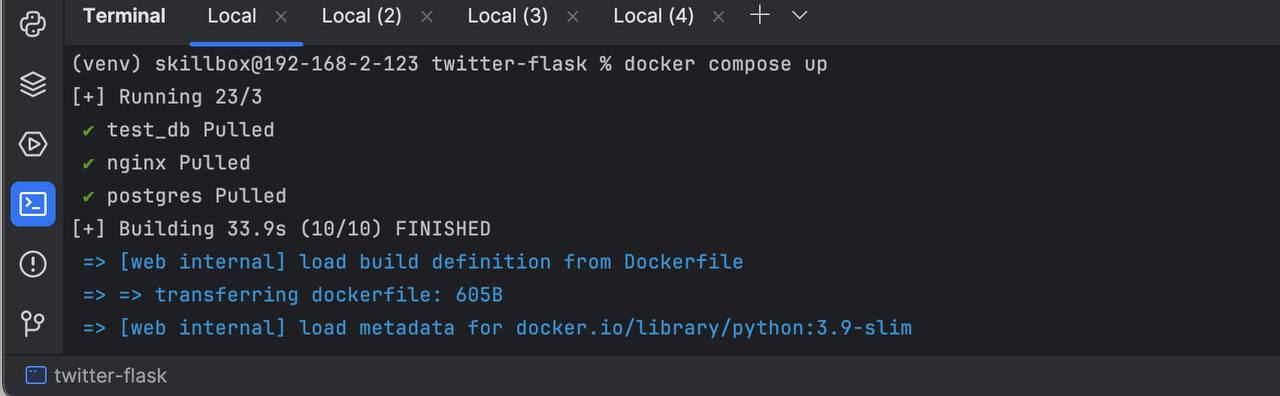 Terminal Local × Local (2) × Local (3) × Local (4) ×
(venv) skillbox@192-168-2-123 twitter-flask % docker compose up
[+] Running 23/3
✔ test_db Pulled
✔ nginx Pulled
✔ postgres Pulled
[+] Building 33.9s (10/10) FINISHED
=> [web internal] load build definition from Dockerfile
=> => transferring dockerfile: 605B
=> [web internal] load metadata for docker.io/library/python:3.9-slim
twitter-flask